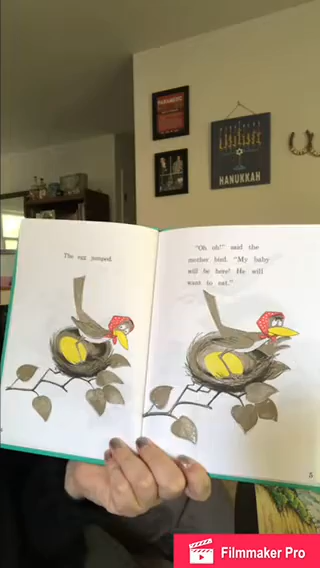 PARAMEDIC
HANUKKAH
The egg jumped.
"Oh oh!" said the
mother bird. "My baby
will be here! He will
want to eat."
5
Filmmaker Pro